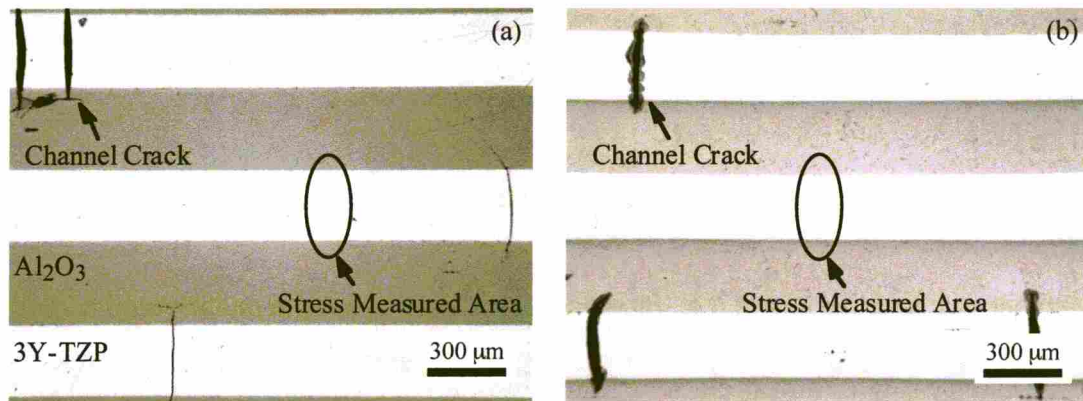 (a)
Channel Crack
Al₂O₃
Stress Measured Area
3Y-TZP
300 µm
(b)
Channel Crack
Stress Measured Area
300 µm